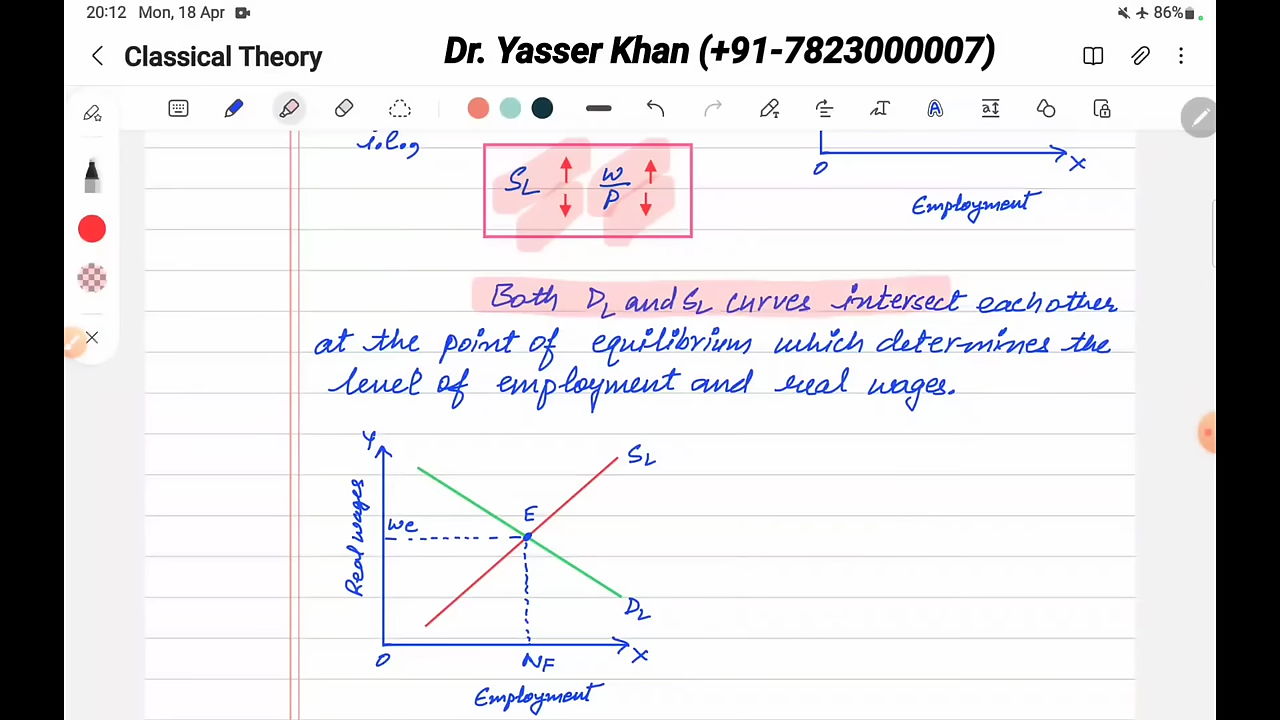 20:12 Mon, 18 Apr
86%
Classical Theory
Dr. Yasser Khan (+91-7823000007)
SL W/P
O X
Employment
Both DL and SL curves intersect eachother
at the point of equilibrium which determines the
level of employment and real wages.
Y
SL
Real wages
E
We
DL
O NF X
Employment